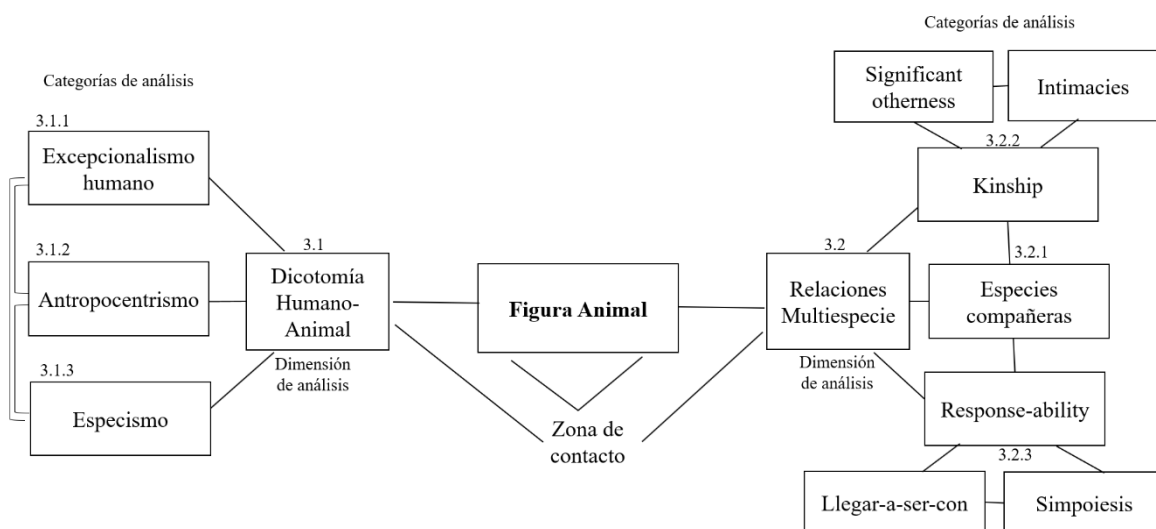 Categorías de análisis
3.1.1
Excepcionalismo
humano
3.1.2
Antropocentrismo
3.1.3
Especismo
3.1
Dicotomía
Humano-
Animal
Dimensión
de análisis
Figura Animal
Zona de
contacto
3.2
Relaciones
Multiespecie
Dimensión
de análisis
Categorías de análisis
Significant
otherness
Intimacies
3.2.2
Kinship
3.2.1
Especies
compañeras
Response-ability
3.2.3
Llegar-a-ser-con
Simpoiesis